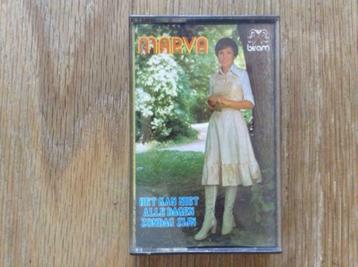 MARVA
biram
HET KAN NIET
ALLE DAGEN
ZONDAG ZIJN